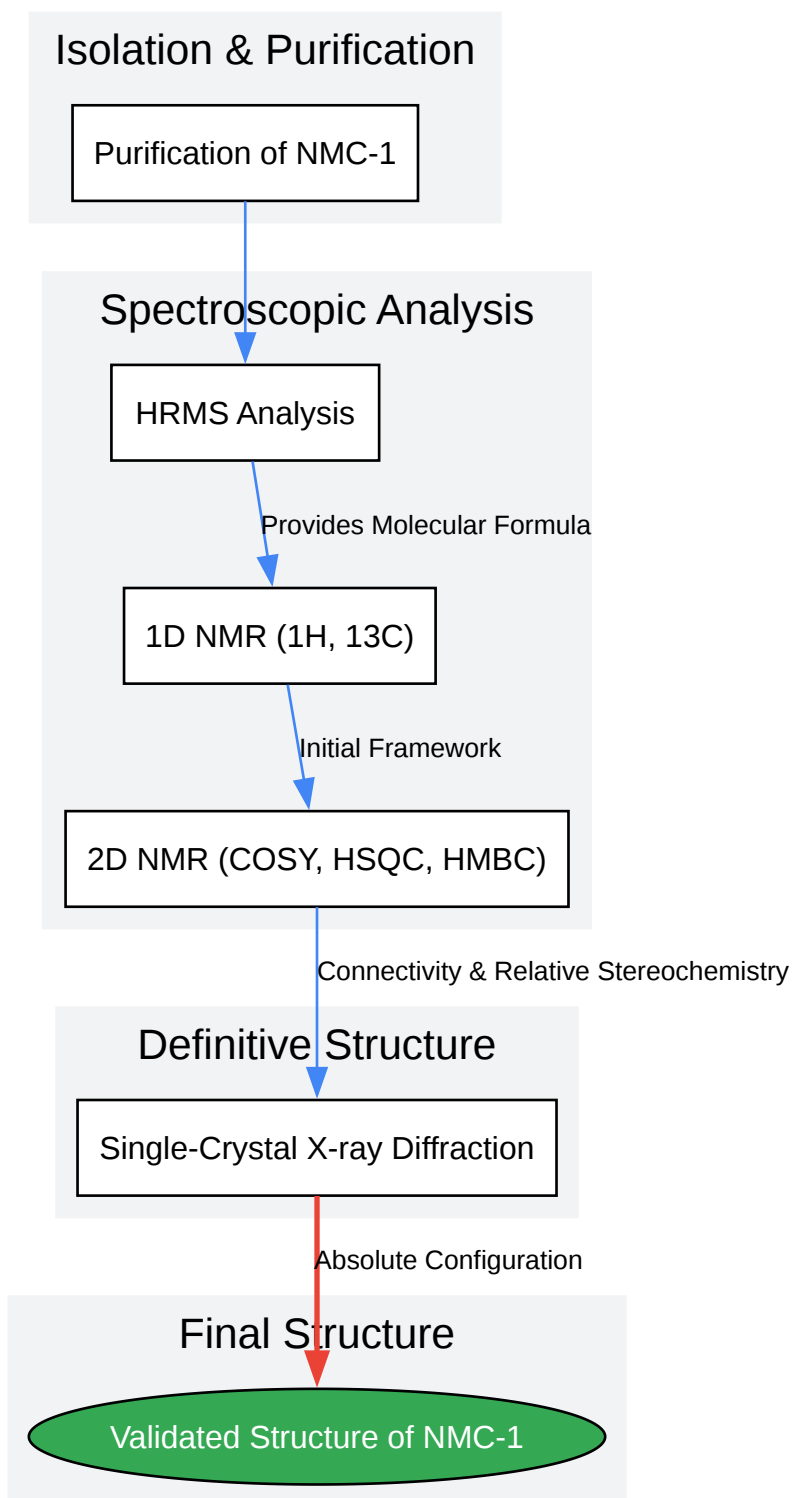 Isolation & Purification
Purification of NMC-1
Spectroscopic Analysis
HRMS Analysis
Provides Molecular Formula
1D NMR (1H, 13C)
Initial Framework
2D NMR (COSY, HSQC, HMBC)
Connectivity & Relative Stereochemistry
Definitive Structure
Single-Crystal X-ray Diffraction
Absolute Configuration
Final Structure
Validated Structure of NMC-1